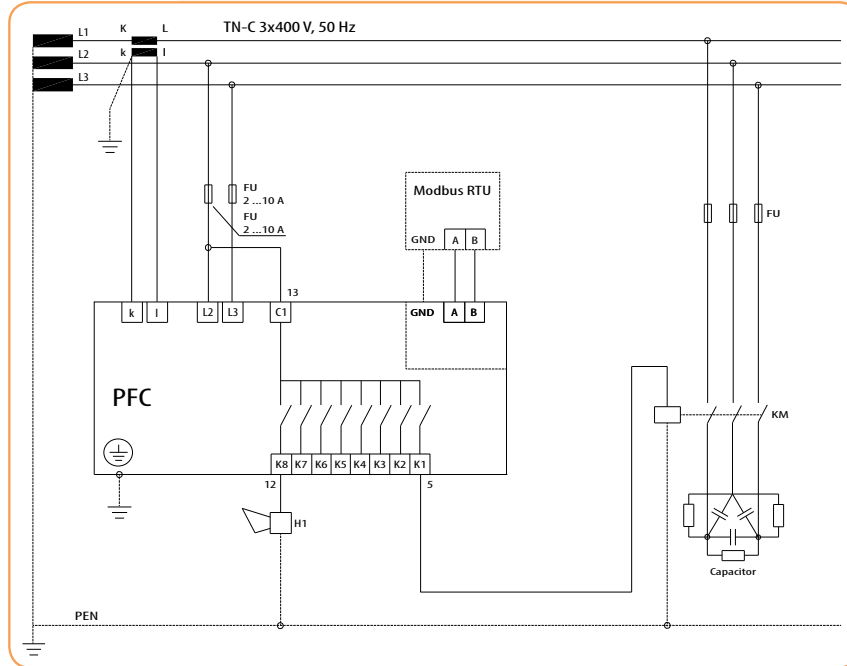 TN-C 3x400 V, 50 Hz
L1
K
L
L2
k
l
L3
FU
2 ...10 A
FU
2 ...10 A
Modbus RTU
GND
A
B
FU
13
k
l
L2
L3
C1
GND
A
B
PFC
KM
K8
K7
K6
K5
K4
K3
K2
K1
12
5
H1
Capacitor
PEN